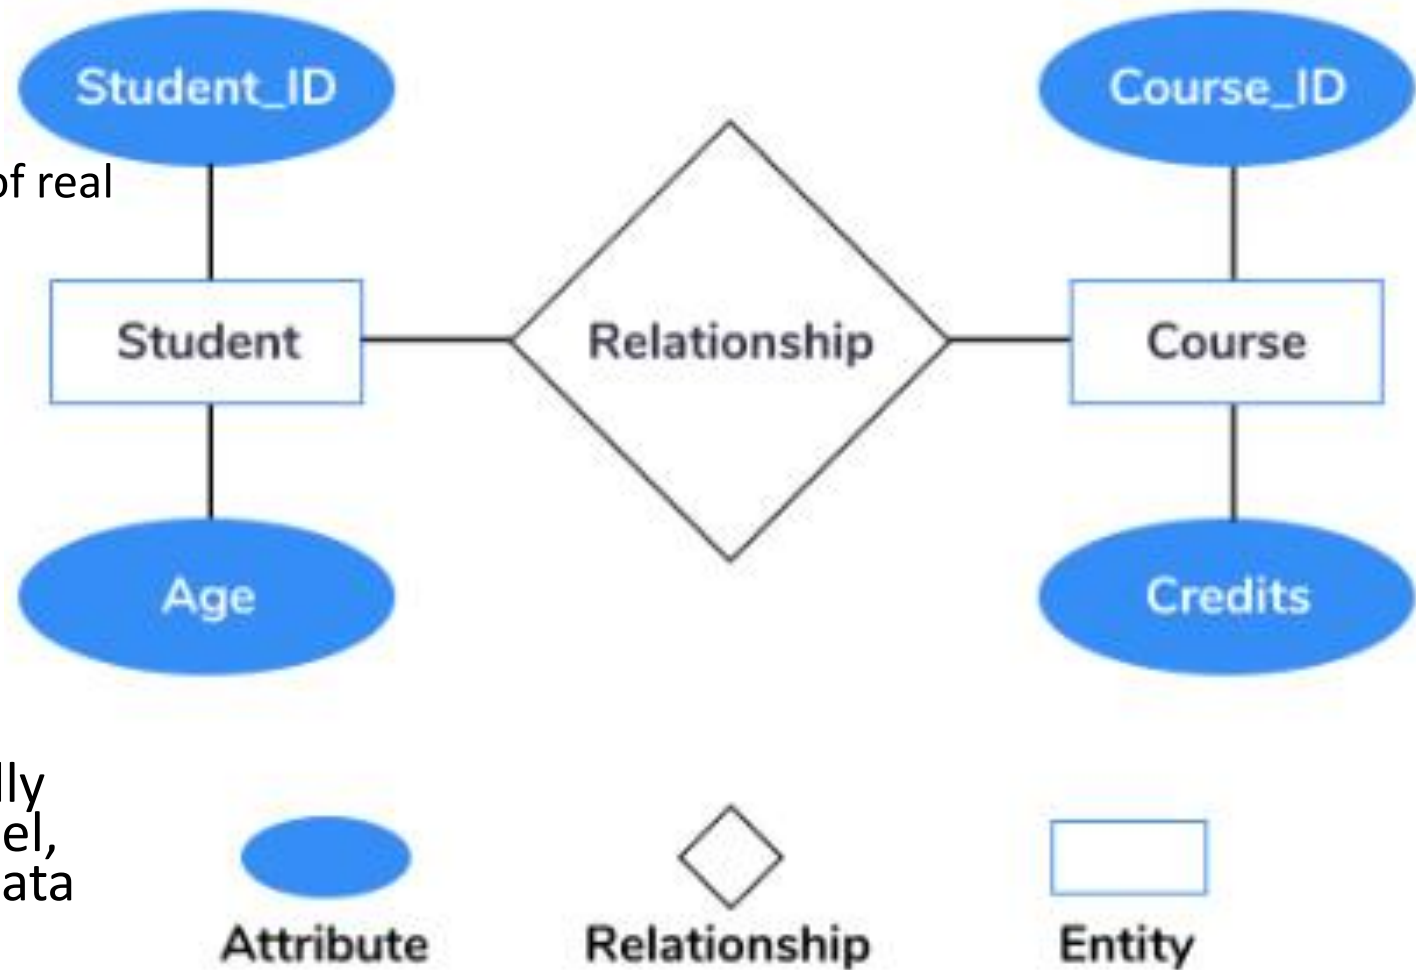 Student_ID
Course_ID
of real
Student
Relationship
Course
Age
Credits
lly
el,
ata
Attribute
Relationship
Entity